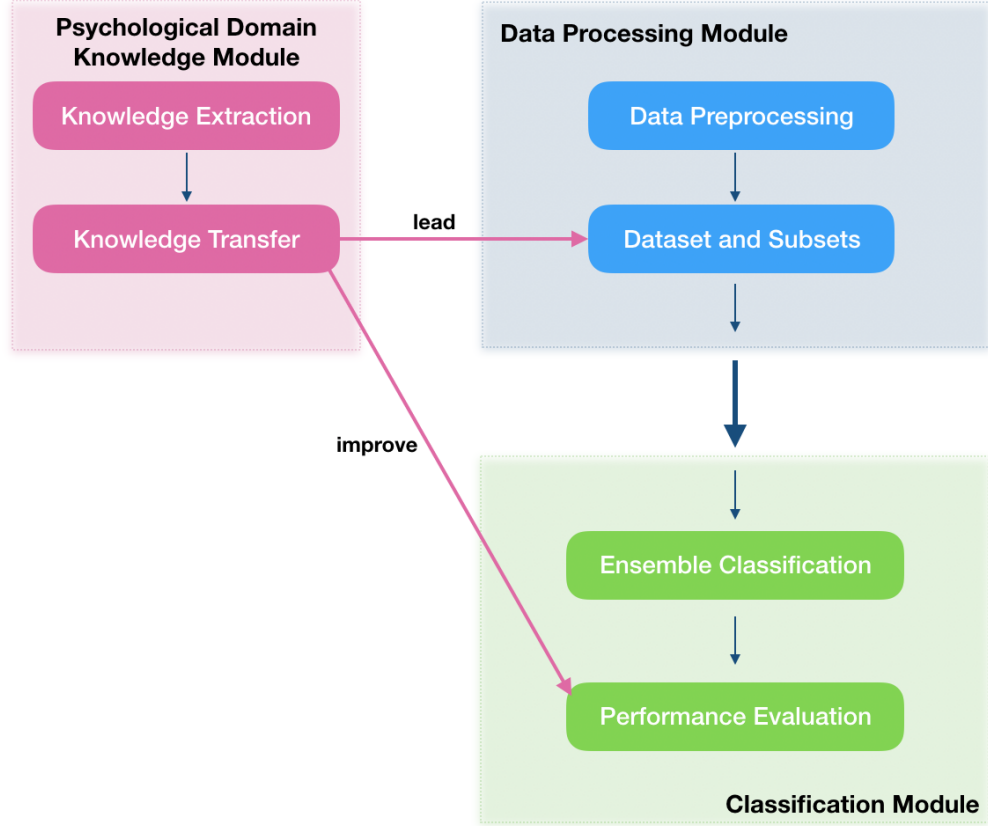 Psychological Domain
Knowledge Module
Knowledge Extraction
Knowledge Transfer
lead
improve
Data Processing Module
Data Preprocessing
Dataset and Subsets
Ensemble Classification
Performance Evaluation
Classification Module